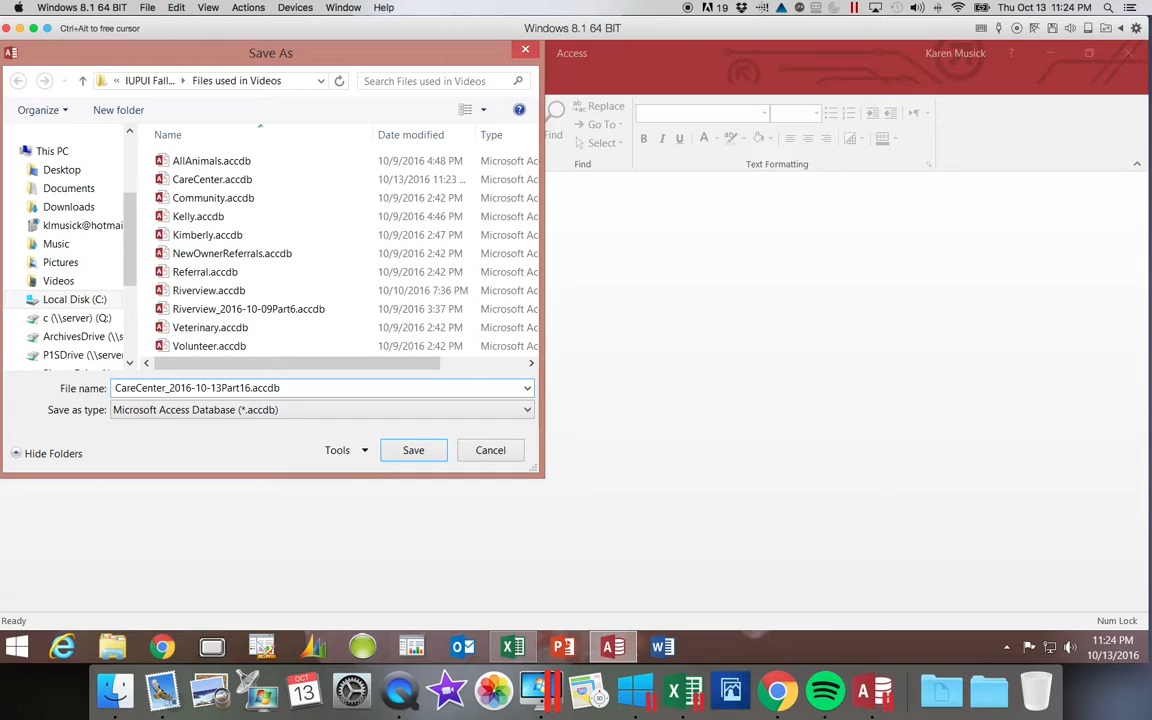 Windows 8.1 64 BIT File Edit View Actions Devices Window Help 19 Thu Oct 13 11:24 PM
Ctrl+Alt to free cursor Windows 8.1 64 BIT
Save As Access Karen Musick ?
« IUPUI Fall... Files used in Videos Search Files used in Videos
Organize New folder ?
Replace
Go To
Find Select
B I U A
Find Text Formatting
Name Date modified Type
This PC
Desktop
Documents
Downloads
klmusick@hotmai
Music
Pictures
Videos
Local Disk (C:)
c (\\server) (Q:)
ArchivesDrive (\\s
P1SDrive (\\server
AllAnimals.accdb 10/9/2016 4:48 PM Microsoft Ac
CareCenter.accdb 10/13/2016 11:23 ... Microsoft Ac
Community.accdb 10/9/2016 2:42 PM Microsoft Ac
Kelly.accdb 10/9/2016 4:46 PM Microsoft Ac
Kimberly.accdb 10/9/2016 2:47 PM Microsoft Ac
NewOwnerReferrals.accdb 10/9/2016 2:42 PM Microsoft Ac
Referral.accdb 10/9/2016 2:42 PM Microsoft Ac
Riverview.accdb 10/10/2016 7:36 PM Microsoft Ac
Riverview_2016-10-09Part6.accdb 10/9/2016 3:37 PM Microsoft Ac
Veterinary.accdb 10/9/2016 2:42 PM Microsoft Ac
Volunteer.accdb 10/9/2016 2:42 PM Microsoft Ac
File name: CareCenter_2016-10-13Part16.accdb
Save as type: Microsoft Access Database (*.accdb)
Hide Folders Tools Save Cancel
Ready Num Lock
11:24 PM
10/13/2016
OCT
13